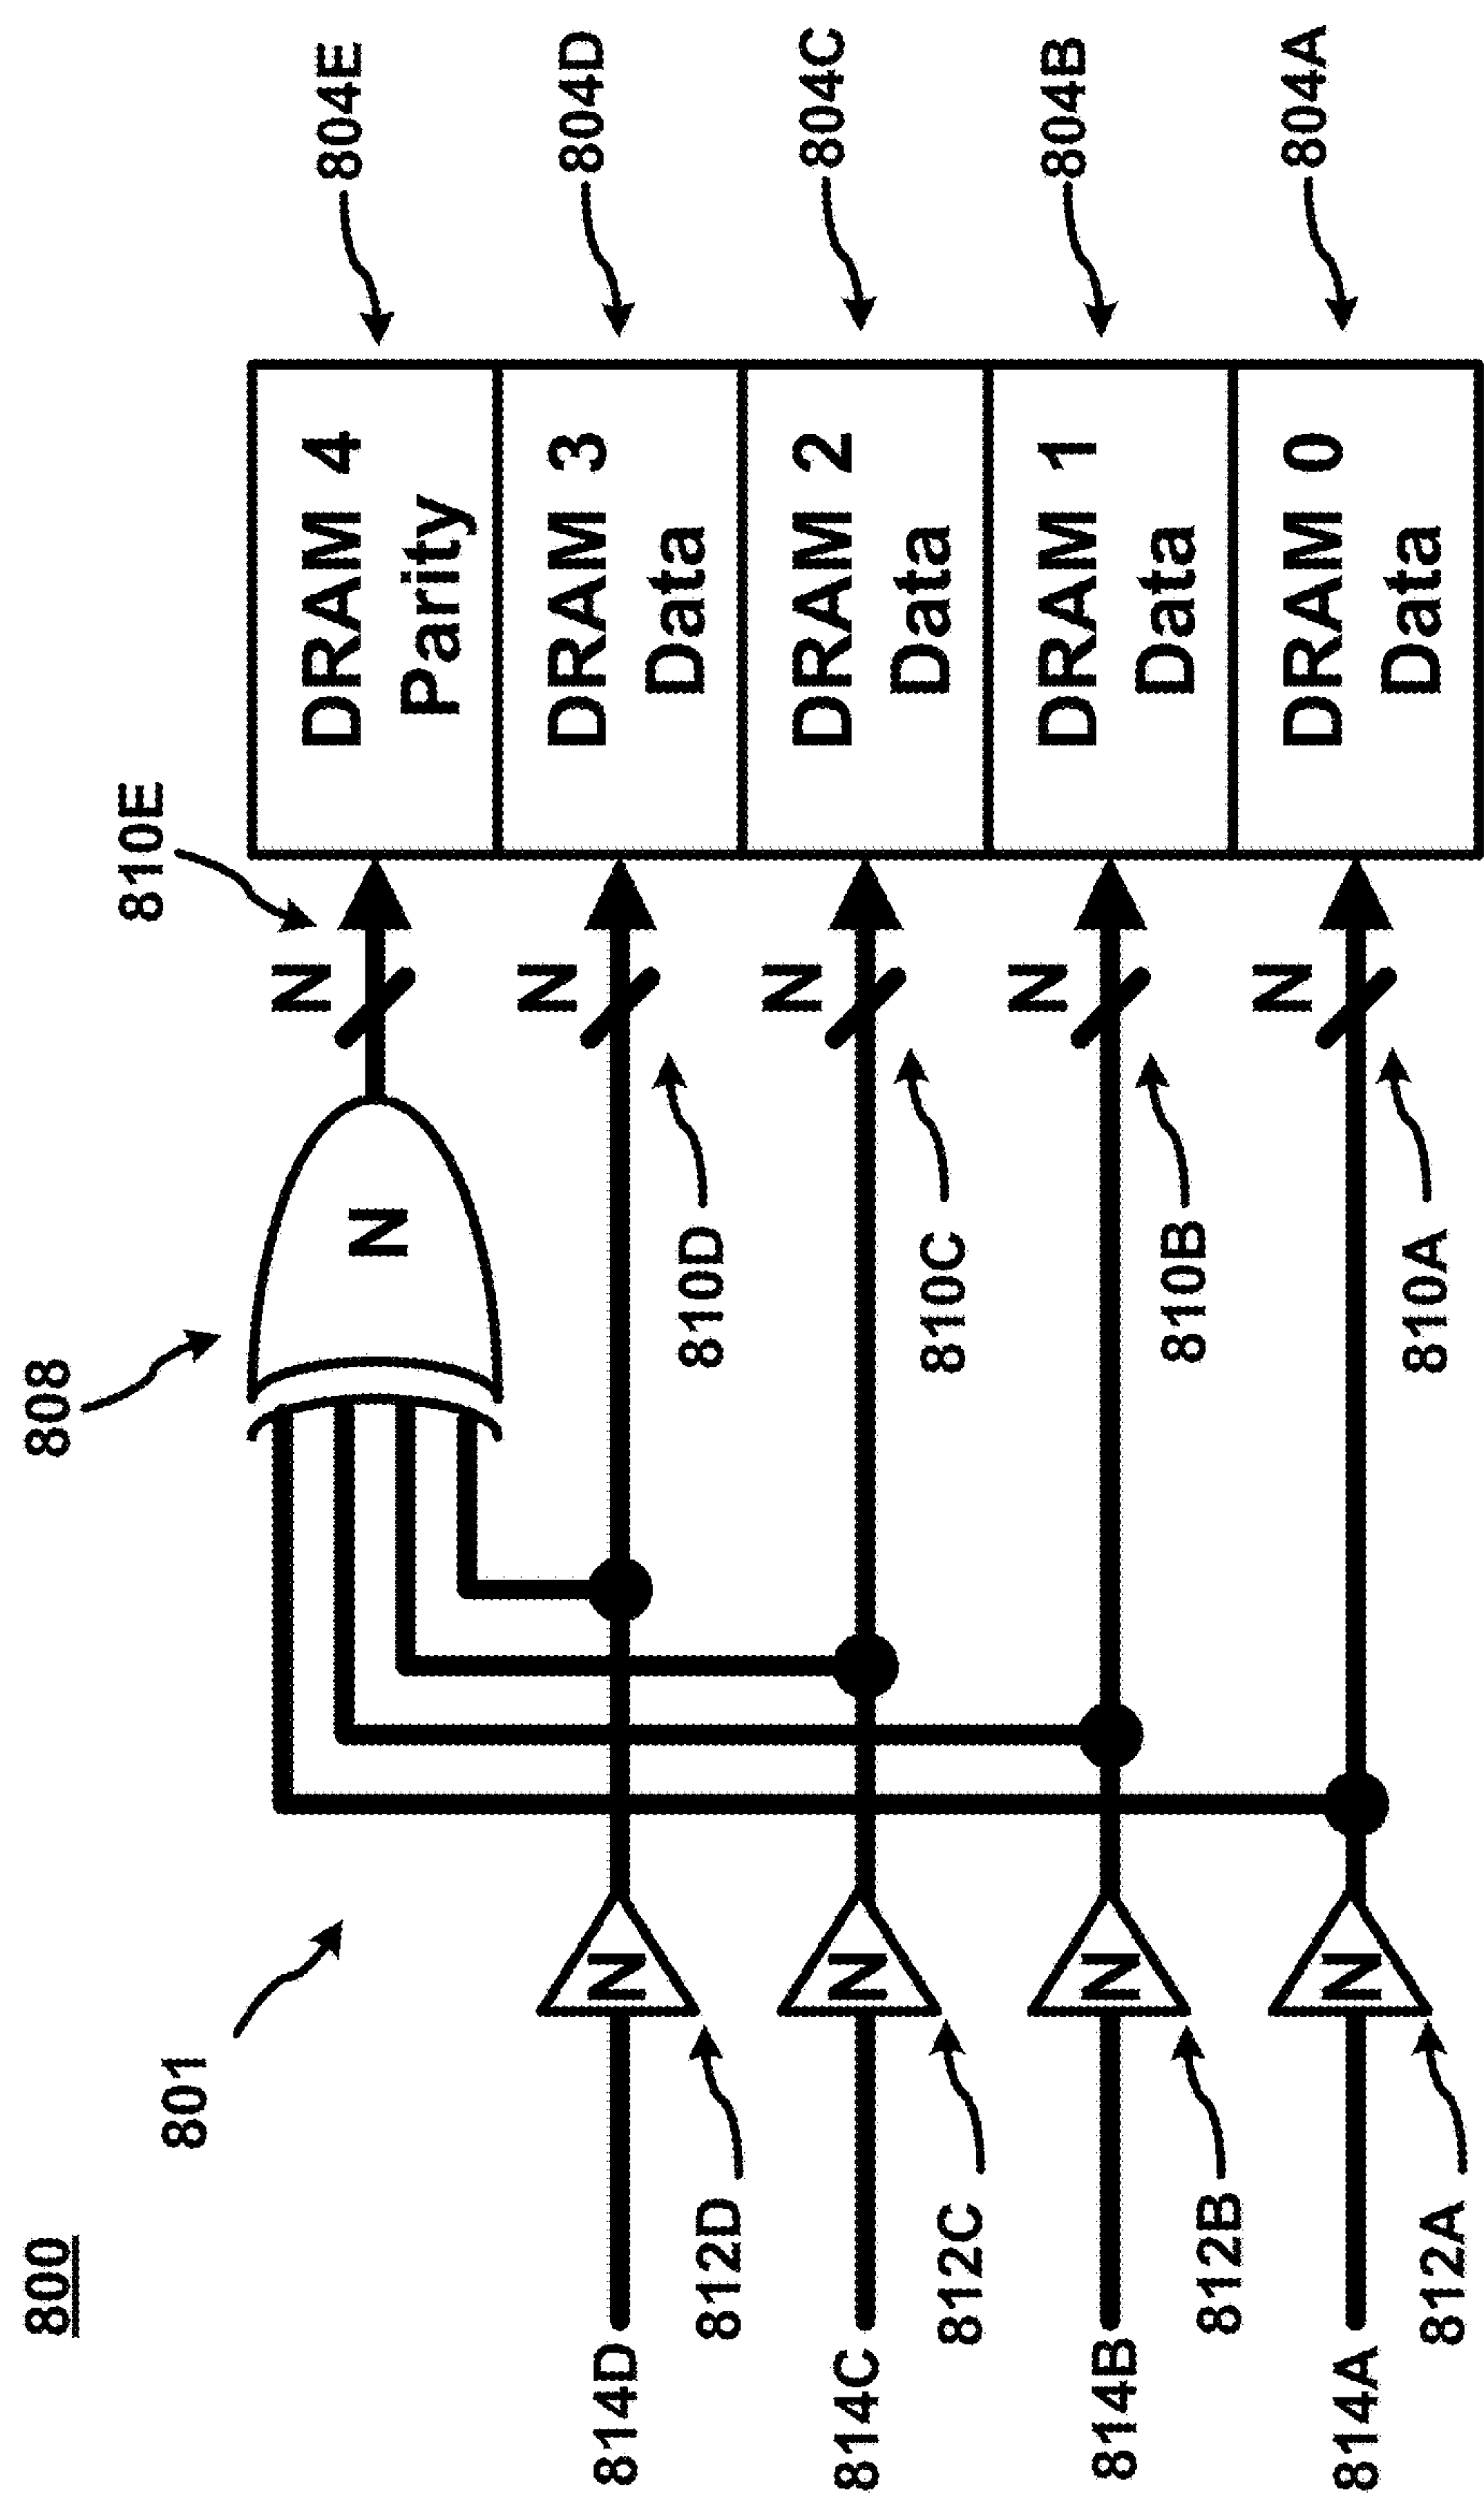 800
801
808
810E
804E
DRAM 4
Parity
N
N
814D
812D
N
810D
N
DRAM 3
Data
804D
814C
812C
N
810C
N
DRAM 2
Data
804C
814B
812B
N
810B
N
DRAM 1
Data
804B
814A
812A
N
810A
N
DRAM 0
Data
804A